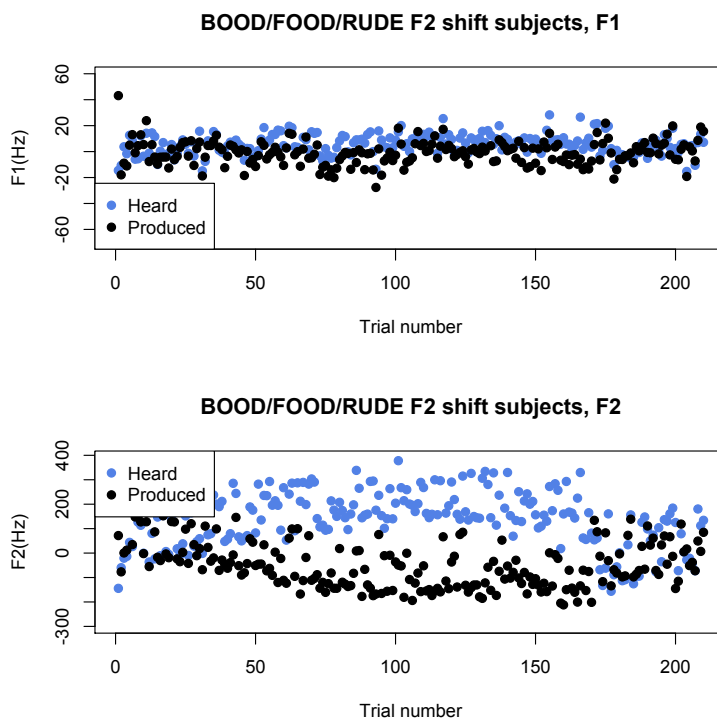 BOOD/FOOD/RUDE F2 shift subjects, F1
F1(Hz)
60
20
-20
-60
Heard
Produced
0 50 100 150 200
Trial number
BOOD/FOOD/RUDE F2 shift subjects, F2
F2(Hz)
400
200
0
-300
Heard
Produced
0 50 100 150 200
Trial number